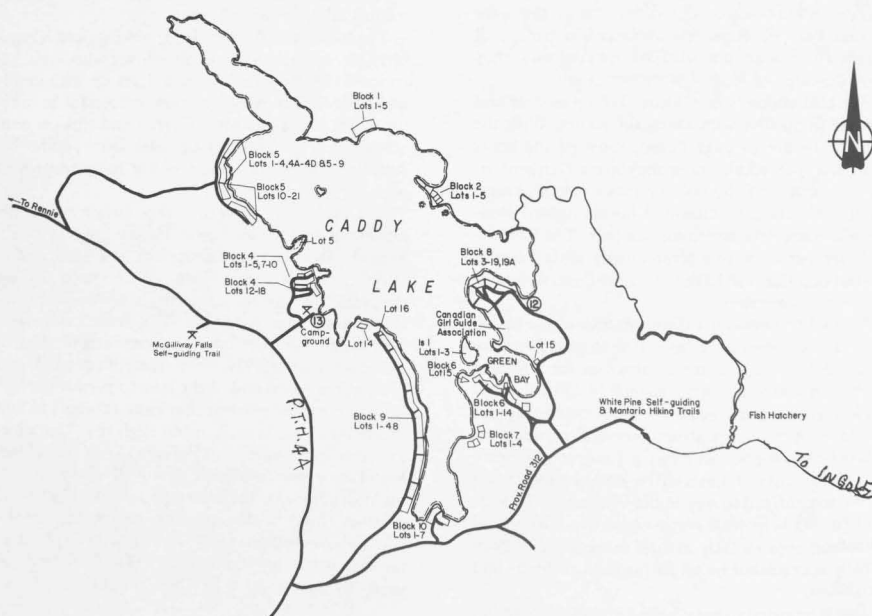 N
Block 1
Lots 1-5
Block 5
Lots 1-4,4A-4D 8.5-9
Block 5
Lots 10-21
Block 2
Lots 1-5
To Rennie
CADDY
Lot 5
Block 4
Lots 1-5,7-10
Block 4
Lots 12-18
Block 8
Lots 3-19,19A
LAKE
12
Lot 16
13
Camp-
ground
Lot 14
Canadian
Girl Guide
Association
Is 1
Lots 1-3
Lot 15
GREEN
BAY
McGillivray Falls
Self-guiding Trail
Block 6
Lot 15
Block 6
Lots 1-14
White Pine Self-guiding
& Mantario Hiking Trails
Fish Hatchery
Block 9
Lots 1-48
Block 7
Lots 1-4
P.T.H. 44
Prov. Road 312
TO INGOLF
Block 10
Lots 1-7